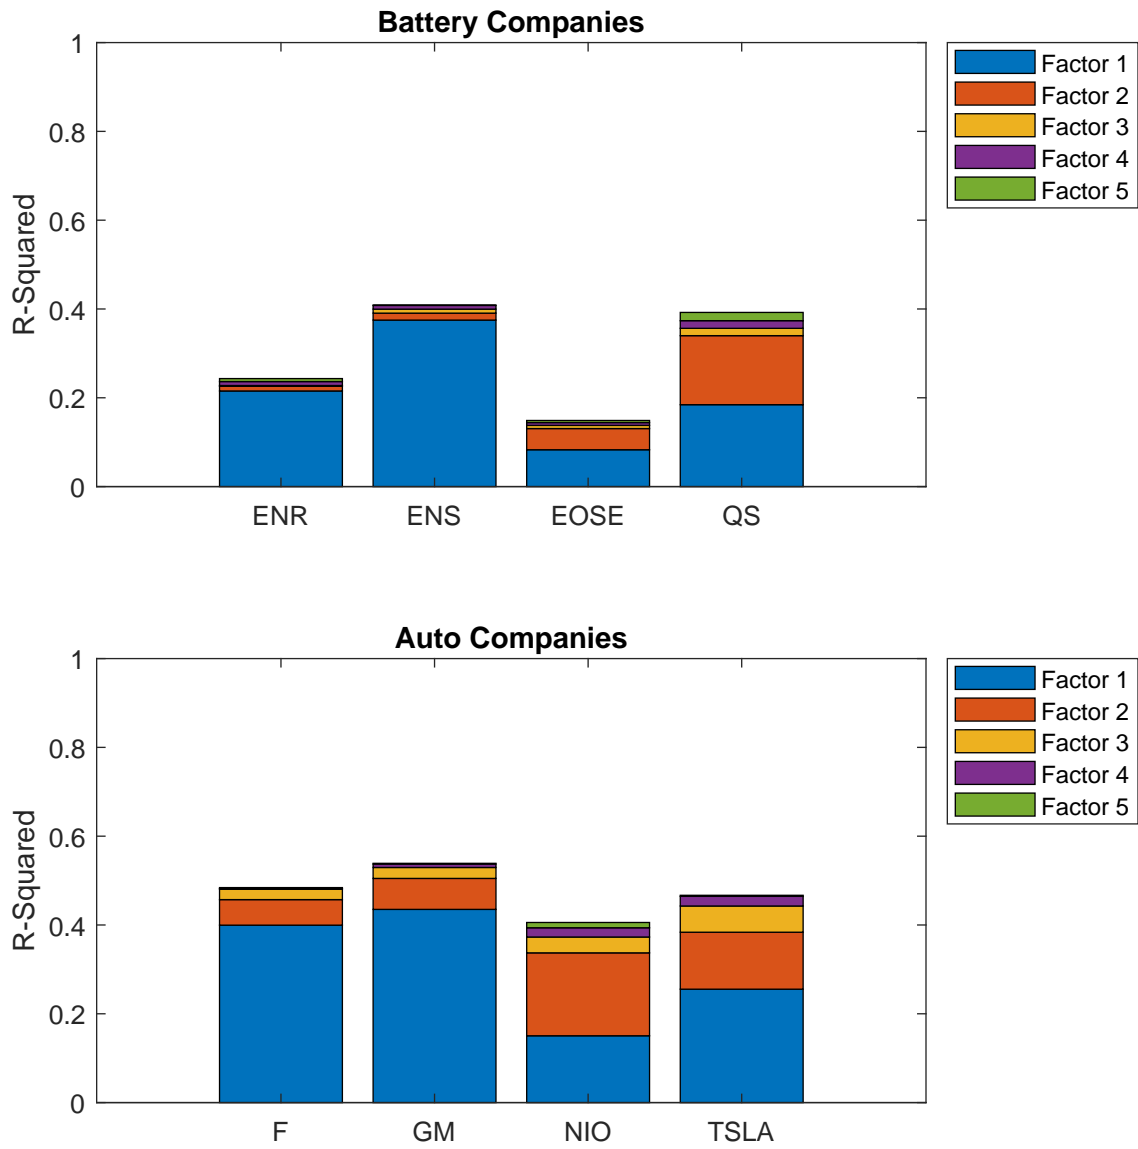 Battery Companies
1
0.8
0.6
0.4
0.2
0
R-Squared
ENR ENS EOSE QS
Factor 1
Factor 2
Factor 3
Factor 4
Factor 5
Auto Companies
1
0.8
0.6
0.4
0.2
0
R-Squared
F GM NIO TSLA
Factor 1
Factor 2
Factor 3
Factor 4
Factor 5